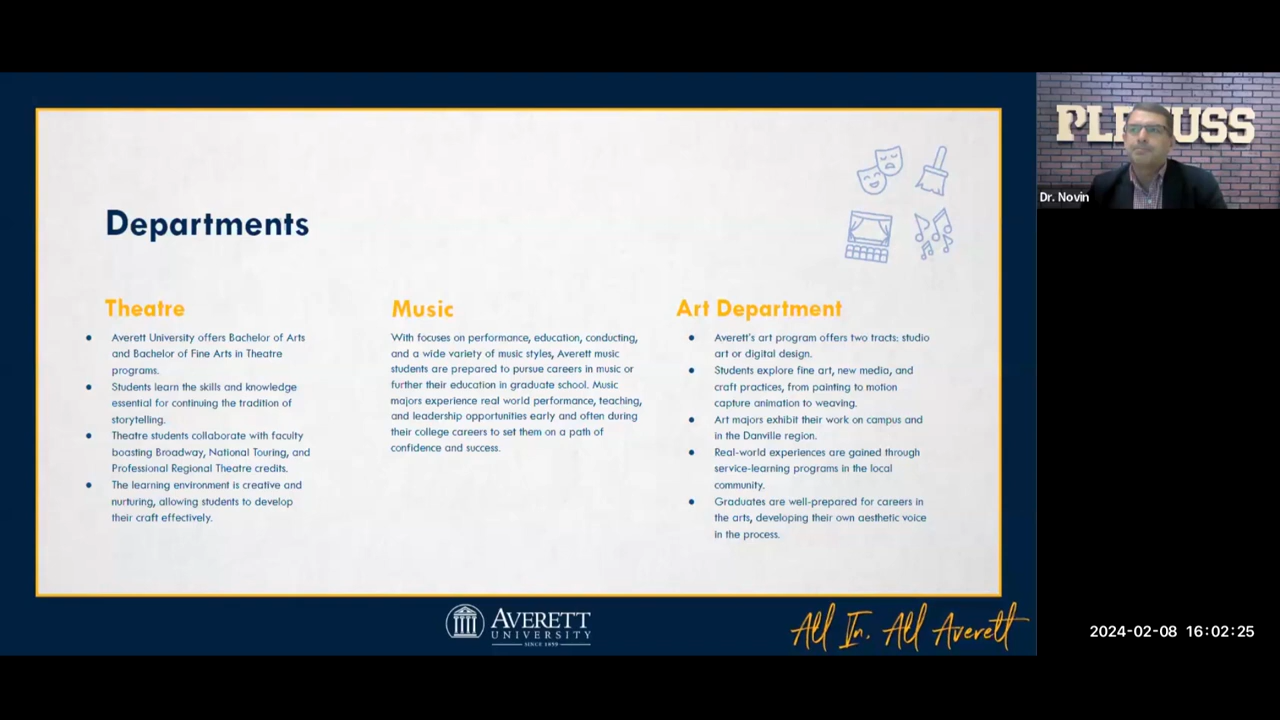 Departments
Theatre
● Averett University offers Bachelor of Arts
and Bachelor of Fine Arts in Theatre
programs.
● Students learn the skills and knowledge
essential for continuing the tradition of
storytelling.
● Theatre students collaborate with faculty
boasting Broadway, National Touring, and
Professional Regional Theatre credits.
● The learning environment is creative and
nurturing, allowing students to develop
their craft effectively.
Music
With focuses on performance, education, conducting,
and a wide variety of music styles, Averett music
students are prepared to pursue careers in music or
further their education in graduate school. Music
majors experience real world performance, teaching,
and leadership opportunities early and often during
their college careers to set them on a path of
confidence and success.
Art Department
● Averett's art program offers two tracts: studio
art or digital design.
● Students explore fine art, new media, and
craft practices, from painting to motion
capture animation to weaving.
● Art majors exhibit their work on campus and
in the Danville region.
● Real-world experiences are gained through
service-learning programs in the local
community.
● Graduates are well-prepared for careers in
the arts, developing their own aesthetic voice
in the process.
AVERETT
UNIVERSITY
SINCE 1859
All In. All Averett
Dr. Novin
2024-02-08 16:02:25